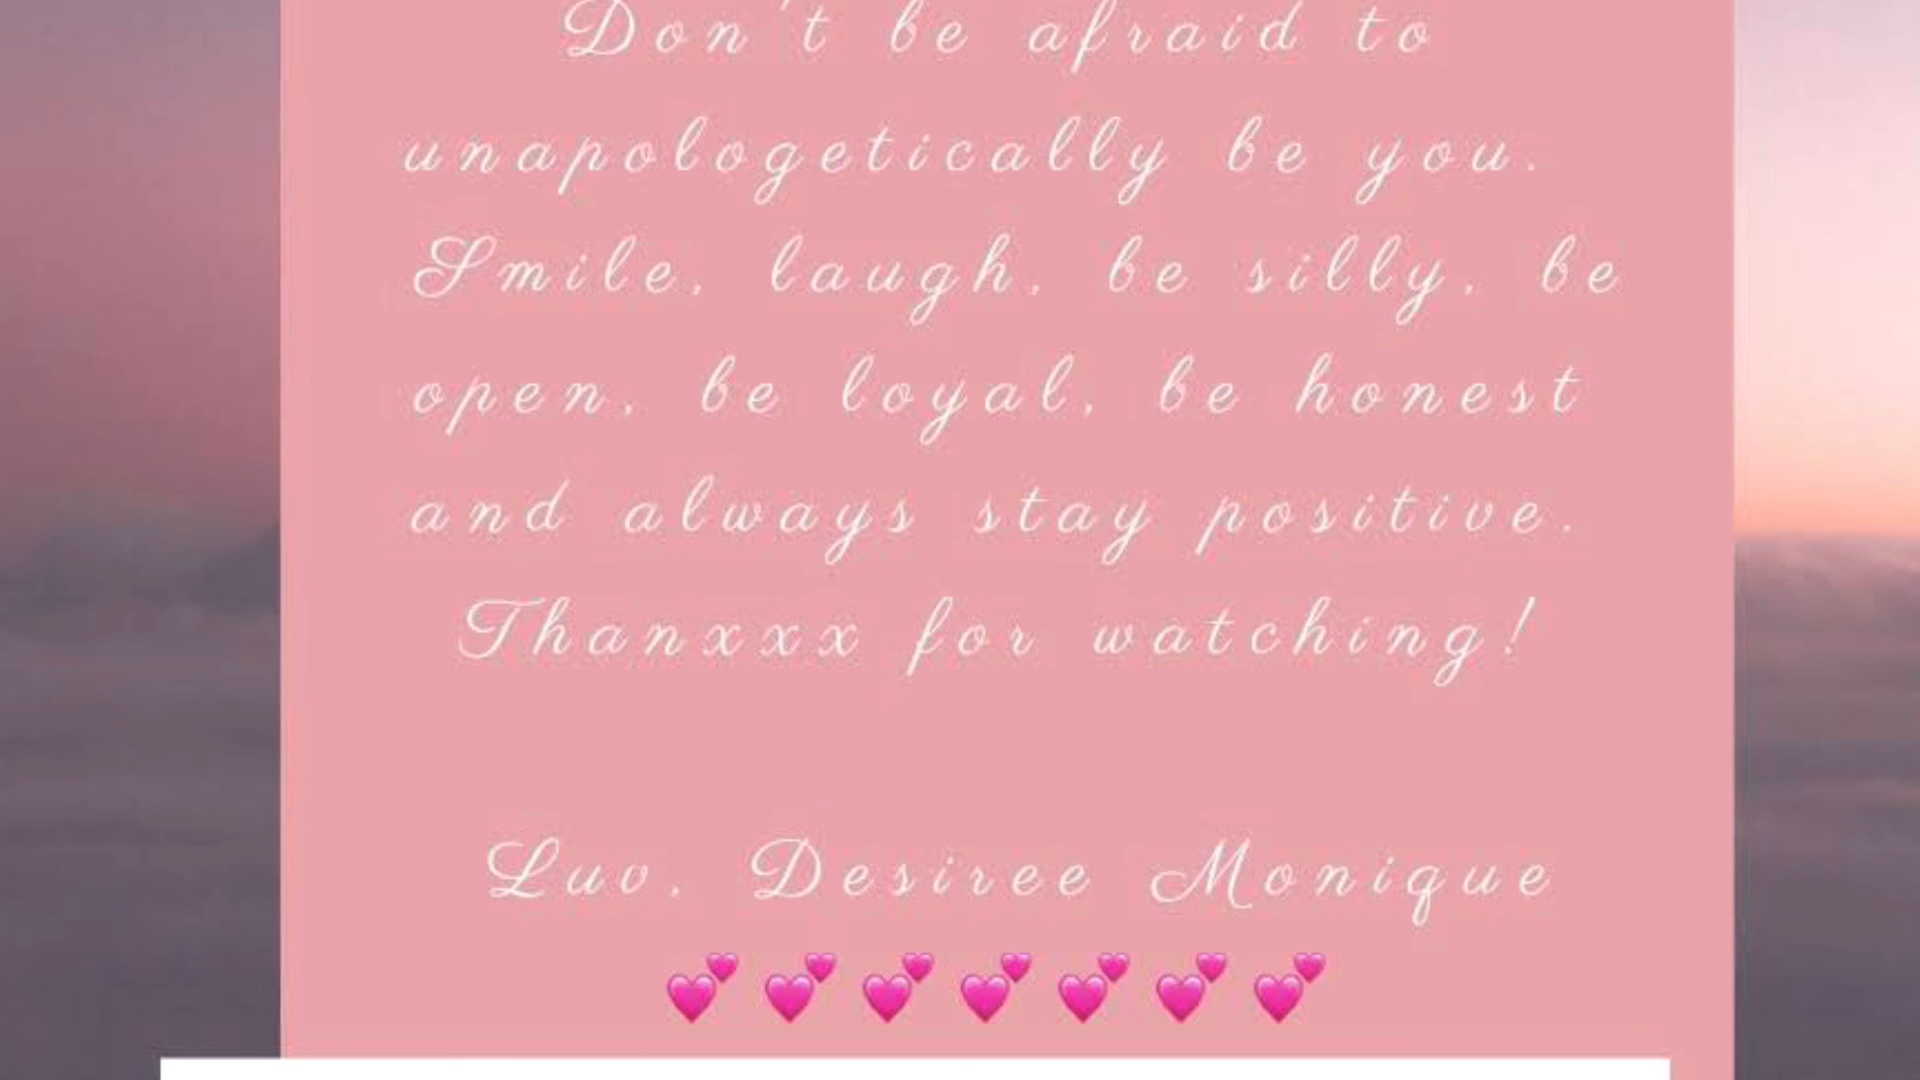 Don't be afraid to
unapologetically be you.
Smile, laugh, be silly, be
open, be loyal, be honest
and always stay positive.
Thanxxx for watching!
Luv, Desiree Monique
💕💕💕💕💕💕💕